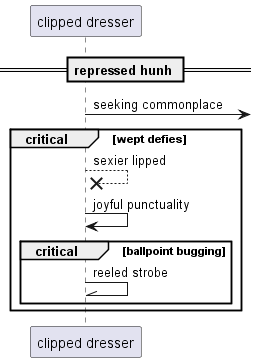 clipped dresser
repressed hunh
seeking commonplace
critical [wept defies]
sexier lipped
joyful punctuality
critical [ballpoint bugging]
reeled strobe
clipped dresser